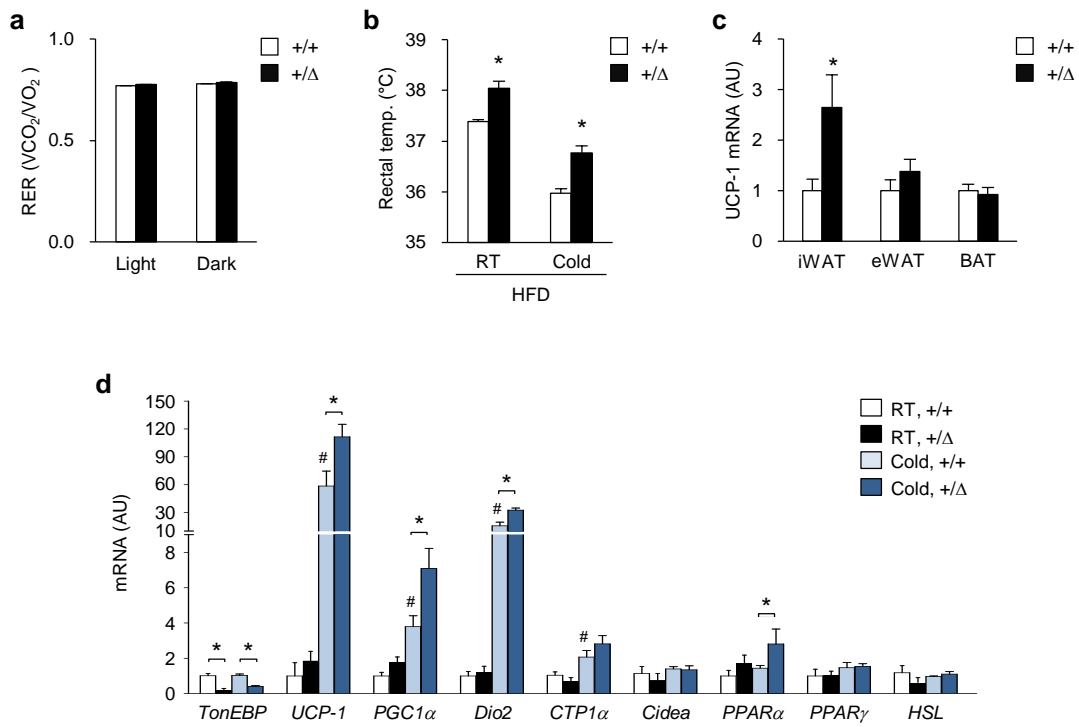 a
RER (VCO2/VO2)
1.0
0.5
0.0
Light Dark
+/+
+/Δ
b
Rectal temp. (°C)
39
38
37
36
35
*
*
RT Cold
HFD
+/+
+/Δ
c
UCP-1 mRNA (AU)
4
3
2
1
0
*
iWAT eWAT BAT
+/+
+/Δ
d
mRNA (AU)
150
120
90
60
30
10
8
6
4
2
0
* * # * # * # * # *
TonEBP UCP-1 PGC1α Dio2 CTP1α Cidea PPARα PPARγ HSL
RT, +/+
RT, +/Δ
Cold, +/+
Cold, +/Δ